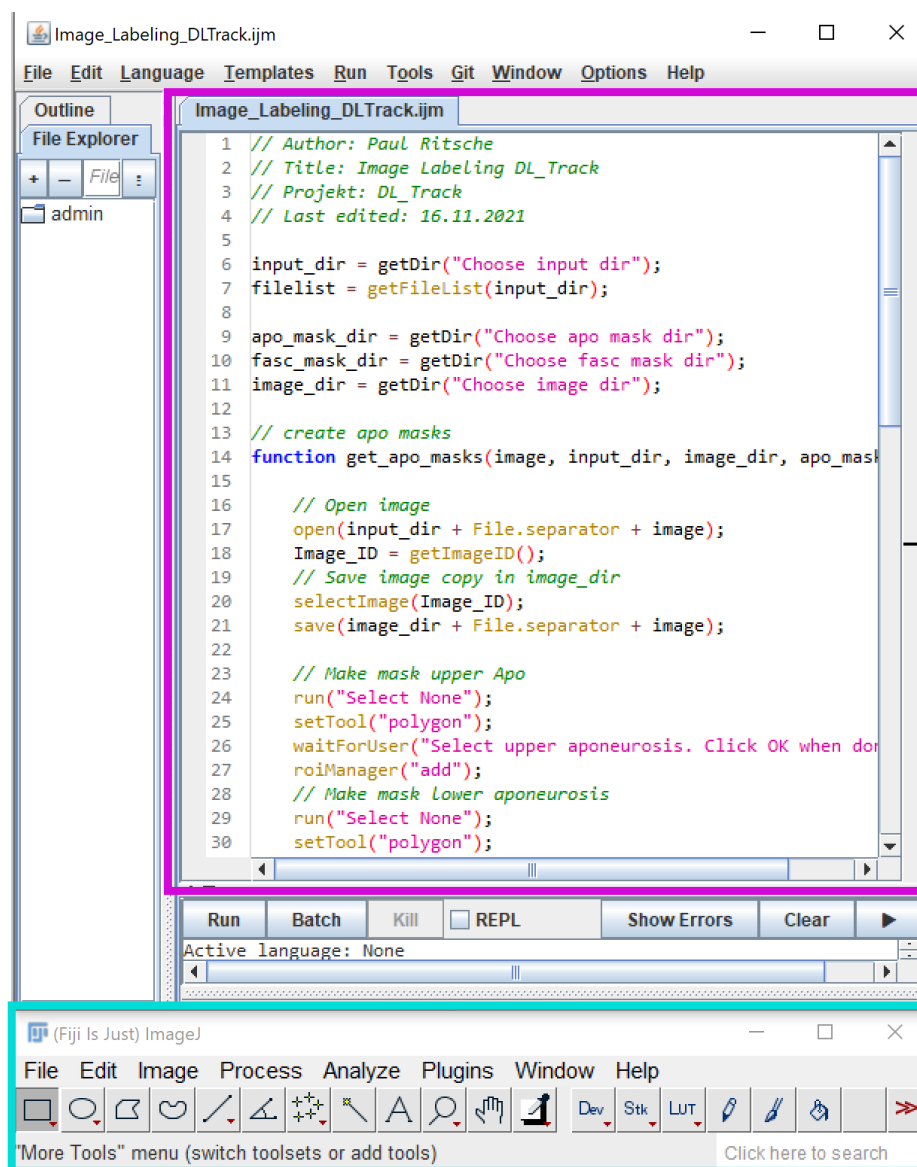 Image_Labeling_DLTrack.ijm
File Edit Language Templates Run Tools Git Window Options Help
Outline
File Explorer
+ – File :
admin
Image_Labeling_DLTrack.ijm
1 // Author: Paul Ritsche
2 // Title: Image Labeling DL_Track
3 // Projekt: DL_Track
4 // Last edited: 16.11.2021
5
6 input_dir = getDir("Choose input dir");
7 filelist = getFileList(input_dir);
8
9 apo_mask_dir = getDir("Choose apo mask dir");
10 fasc_mask_dir = getDir("Choose fasc mask dir");
11 image_dir = getDir("Choose image dir");
12
13 // create apo masks
14 function get_apo_masks(image, input_dir, image_dir, apo_mask
15
16 // Open image
17 open(input_dir + File.separator + image);
18 Image_ID = getImageID();
19 // Save image copy in image_dir
20 selectImage(Image_ID);
21 save(image_dir + File.separator + image);
22
23 // Make mask upper Apo
24 run("Select None");
25 setTool("polygon");
26 waitForUser("Select upper aponeurosis. Click OK when don
27 roiManager("add");
28 // Make mask lower aponeurosis
29 run("Select None");
30 setTool("polygon");
Run Batch Kill REPL Show Errors Clear
Active language: None
(Fiji Is Just) ImageJ
File Edit Image Process Analyze Plugins Window Help
A Dev Stk LUT >>
"More Tools" menu (switch toolsets or add tools)
Click here to search